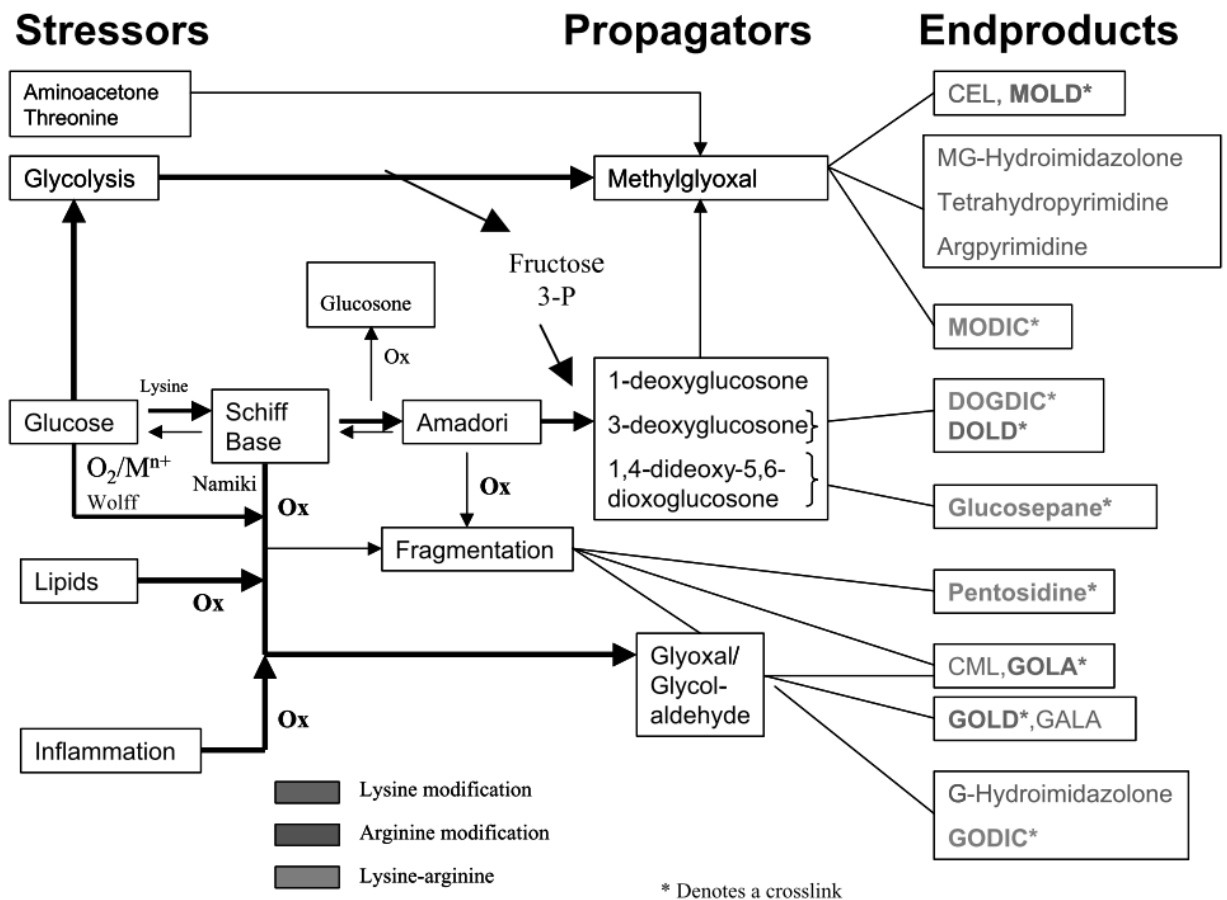 Stressors
Propagators
Endproducts
Aminoacetone
Threonine
CEL, MOLD*
Glycolysis
Methylglyoxal
MG-Hydroimidazolone
Tetrahydropyrimidine
Argpyrimidine
Fructose
3-P
Glucosone
MODIC*
Ox
Lysine
Glucose
Schiff
Base
Amadori
1-deoxyglucosone
3-deoxyglucosone}
1,4-dideoxy-5,6-
dioxoglucosone}
DOGDIC*
DOLD*
O₂/Mⁿ⁺
Wolff
Namiki
Ox
Ox
Glucosepane*
Fragmentation
Lipids
Ox
Pentosidine*
Glyoxal/
Glycol-
aldehyde
CML,GOLA*
Ox
GOLD*,GALA
Inflammation
Lysine modification
Arginine modification
Lysine-arginine
G-Hydroimidazolone
GODIC*
* Denotes a crosslink